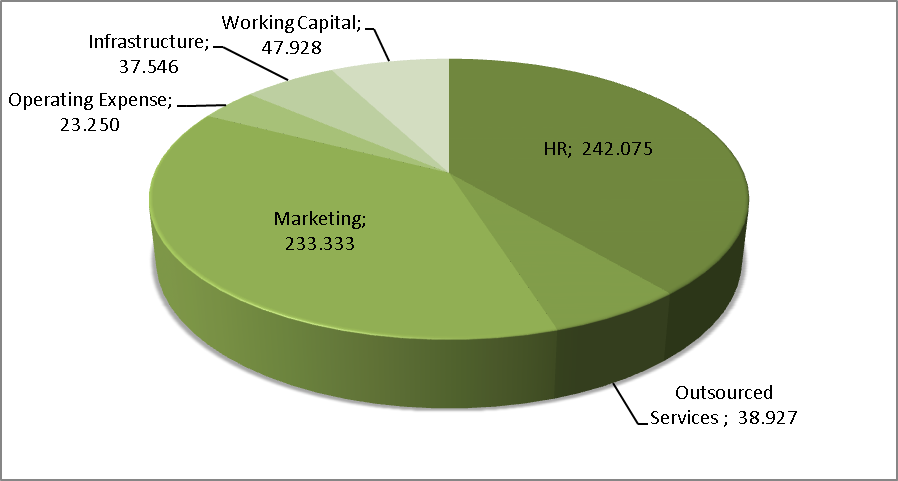 Working Capital;
47.928
Infrastructure;
37.546
Operating Expense;
23.250
HR;  242.075
Marketing;
233.333
Outsourced
Services ;  38.927